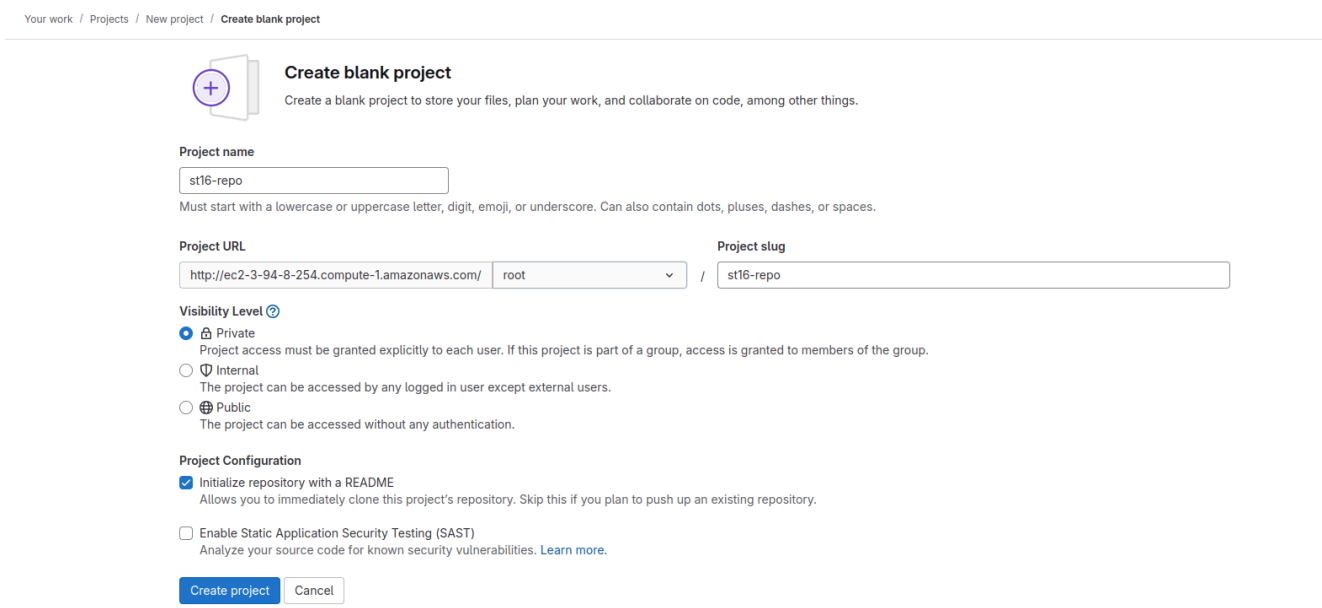 Your work / Projects / New project / Create blank project
Create blank project
Create a blank project to store your files, plan your work, and collaborate on code, among other things.
Project name
st16-repo
Must start with a lowercase or uppercase letter, digit, emoji, or underscore. Can also contain dots, pluses, dashes, or spaces.
Project URL
Project slug
http://ec2-3-94-8-254.compute-1.amazonaws.com/ root / st16-repo
Visibility Level
Private
Project access must be granted explicitly to each user. If this project is part of a group, access is granted to members of the group.
Internal
The project can be accessed by any logged in user except external users.
Public
The project can be accessed without any authentication.
Project Configuration
Initialize repository with a README
Allows you to immediately clone this project's repository. Skip this if you plan to push up an existing repository.
Enable Static Application Security Testing (SAST)
Analyze your source code for known security vulnerabilities. Learn more.
Create project Cancel